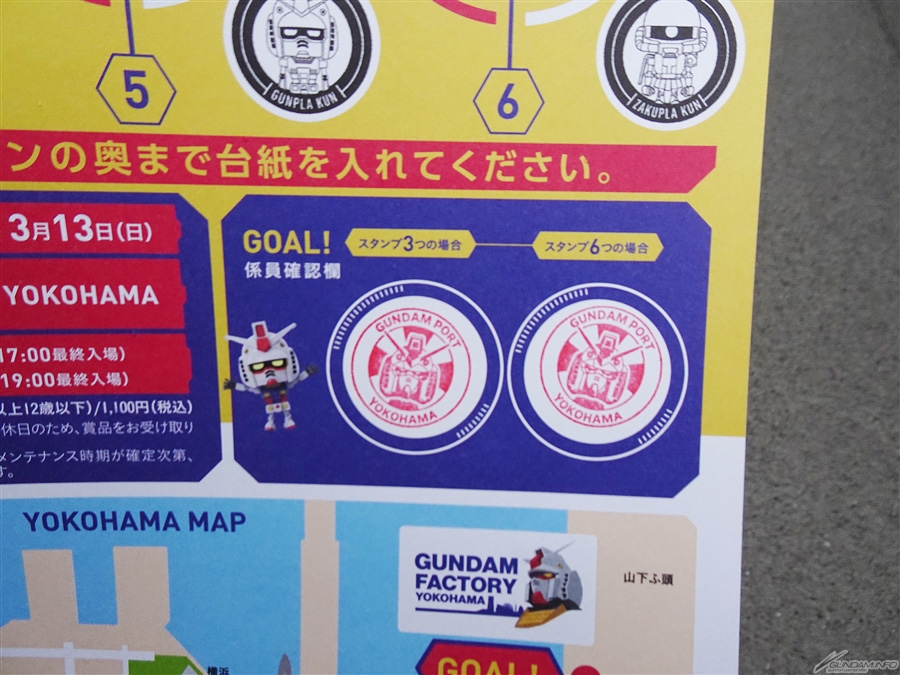 5
GUNPLA KUN
6
ZAKUPLA KUN
ンの奥まで台紙を入れてください。
3月13日(日)
YOKOHAMA
17:00最終入場)
19:00最終入場)
以上12歳以下)/1,100円(税込)
休日のため、賞品をお受け取り
メンテナンス時期が確定次第、
す。
GOAL!
係員確認欄
スタンプ3つの場合
スタンプ6つの場合
GUNDAM PORT
YOKOHAMA
GUNDAM PORT
YOKOHAMA
YOKOHAMA MAP
GUNDAM
FACTORY
YOKOHAMA
山下ふ頭
横浜
GOAL!
GUNDAM.INFO